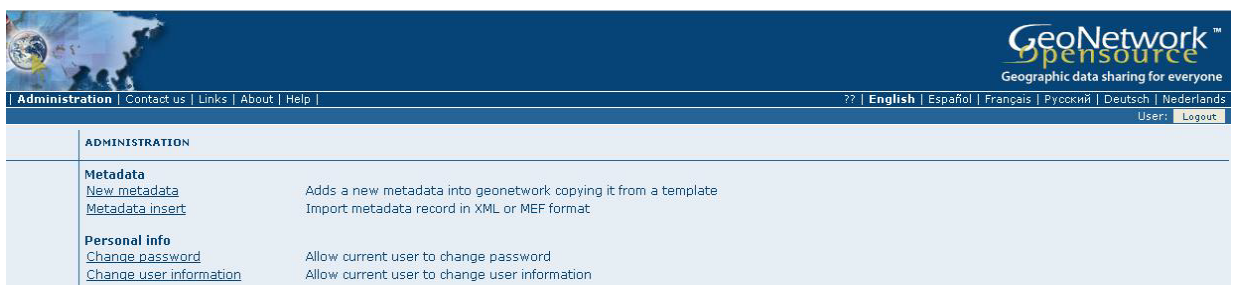 GeoNetwork™
Opensource
Geographic data sharing for everyone
| Administration | Contact us | Links | About | Help |
?? | English | Español | Français | Русский | Deutsch | Nederlands
User: Logout
ADMINISTRATION
Metadata
New metadata Adds a new metadata into geonetwork copying it from a template
Metadata insert Import metadata record in XML or MEF format
Personal info
Change password Allow current user to change password
Change user information Allow current user to change user information